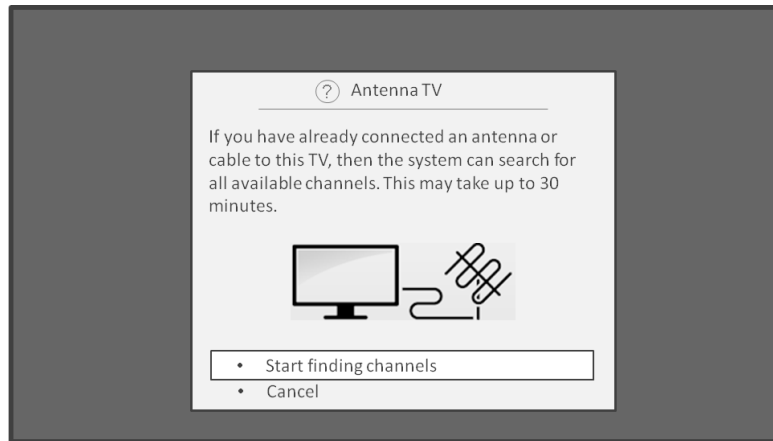 ? Antenna TV
If you have already connected an antenna or
cable to this TV, then the system can search for
all available channels. This may take up to 30
minutes.
• Start finding channels
• Cancel